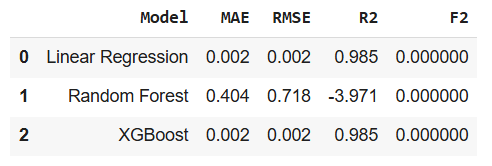 Model MAE RMSE R2 F2
0 Linear Regression 0.002 0.002 0.985 0.000000
1 Random Forest 0.404 0.718 -3.971 0.000000
2 XGBoost 0.002 0.002 0.985 0.000000